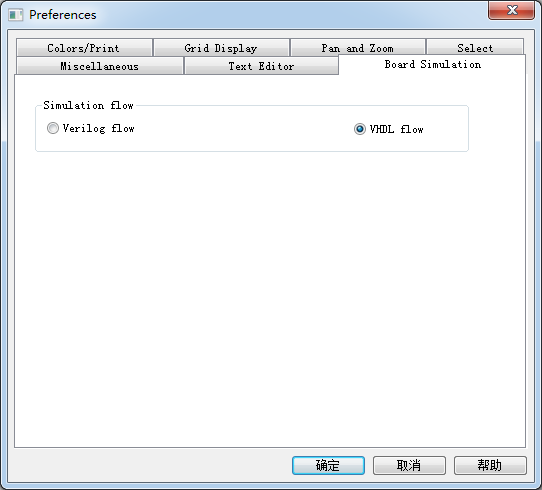 Preferences
Colors/Print Grid Display Pan and Zoom Select
Miscellaneous Text Editor Board Simulation
Simulation flow
Verilog flow VHDL flow
确定 取消 帮助